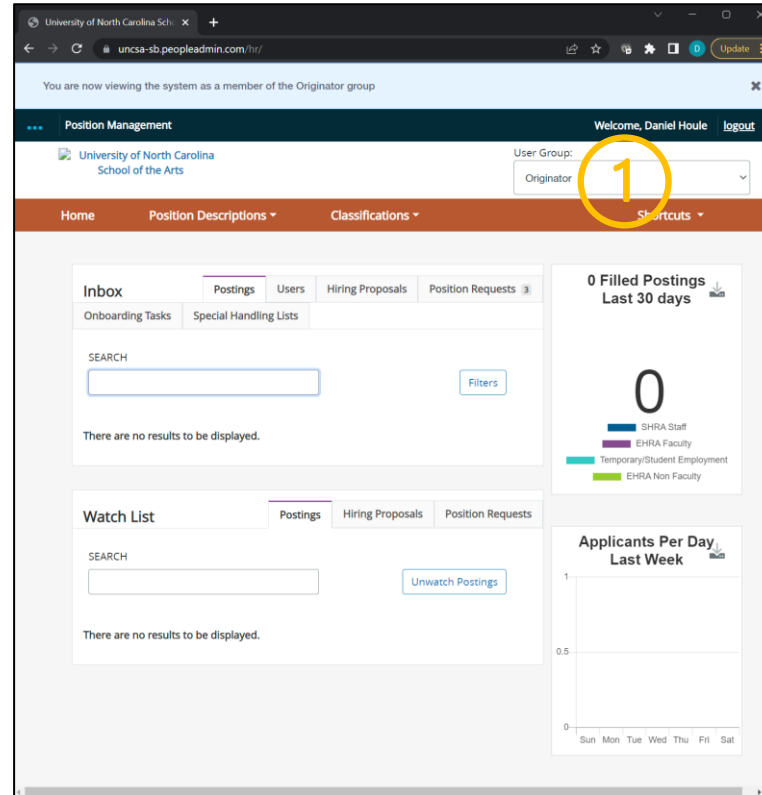 University of North Carolina Scho
uncsa-sb.peopleadmin.com/hr/
D
Update
You are now viewing the system as a member of the Originator group
Position Management
Welcome, Daniel Houle
logout
University of North Carolina
School of the Arts
User Group:
Originator
1
Home
Position Descriptions
Classifications
Shortcuts
Inbox
Postings
Users
Hiring Proposals
Position Requests 3
Onboarding Tasks
Special Handling Lists
SEARCH
Filters
There are no results to be displayed.
Watch List
Postings
Hiring Proposals
Position Requests
SEARCH
Unwatch Postings
There are no results to be displayed.
0 Filled Postings
Last 30 days
0
SHRA Staff
EHRA Faculty
Temporary/Student Employment
EHRA Non Faculty
Applicants Per Day
Last Week
1
0.5
0
Sun Mon Tue Wed Thu Fri Sat